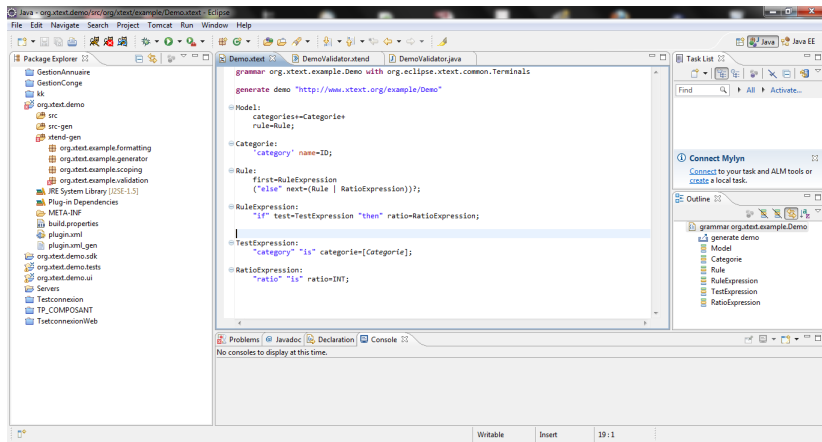 Java - org.xtext.demo/src/org/xtext/example/Demo.xtext - Eclipse
File Edit Navigate Search Project Tomcat Run Window Help
Java Java EE
Package Explorer
GestionAnnuaire
GestionConge
kk
org.xtext.demo
src
src-gen
xtend-gen
org.xtext.example.formatting
org.xtext.example.generator
org.xtext.example.scoping
org.xtext.example.validation
JRE System Library [J2SE-1.5]
Plug-in Dependencies
META-INF
build.properties
plugin.xml
plugin.xml_gen
org.xtext.demo.sdk
org.xtext.demo.tests
org.xtext.demo.ui
Servers
Testconnexion
TP_COMPOSANT
TsetconnexionWeb
Demo.xtext DemoValidator.xtend DemoValidator.java
grammar org.xtext.example.Demo with org.eclipse.xtext.common.Terminals
generate demo "http://www.xtext.org/example/Demo"
Model:
categories+=Categorie+
rule=Rule;
Categorie:
'category' name=ID;
Rule:
first=RuleExpression
("else" next=(Rule | RatioExpression))?;
RuleExpression:
"if" test=TestExpression "then" ratio=RatioExpression;
TestExpression:
"category" "is" categorie=[Categorie];
RatioExpression:
"ratio" "is" ratio=INT;
Task List
Find All Activate...
Connect Mylyn
Connect to your task and ALM tools or
create a local task.
Outline
grammar org.xtext.example.Demo
generate demo
Model
Categorie
Rule
RuleExpression
TestExpression
RatioExpression
Problems Javadoc Declaration Console
No consoles to display at this time.
Writable Insert 19 : 1